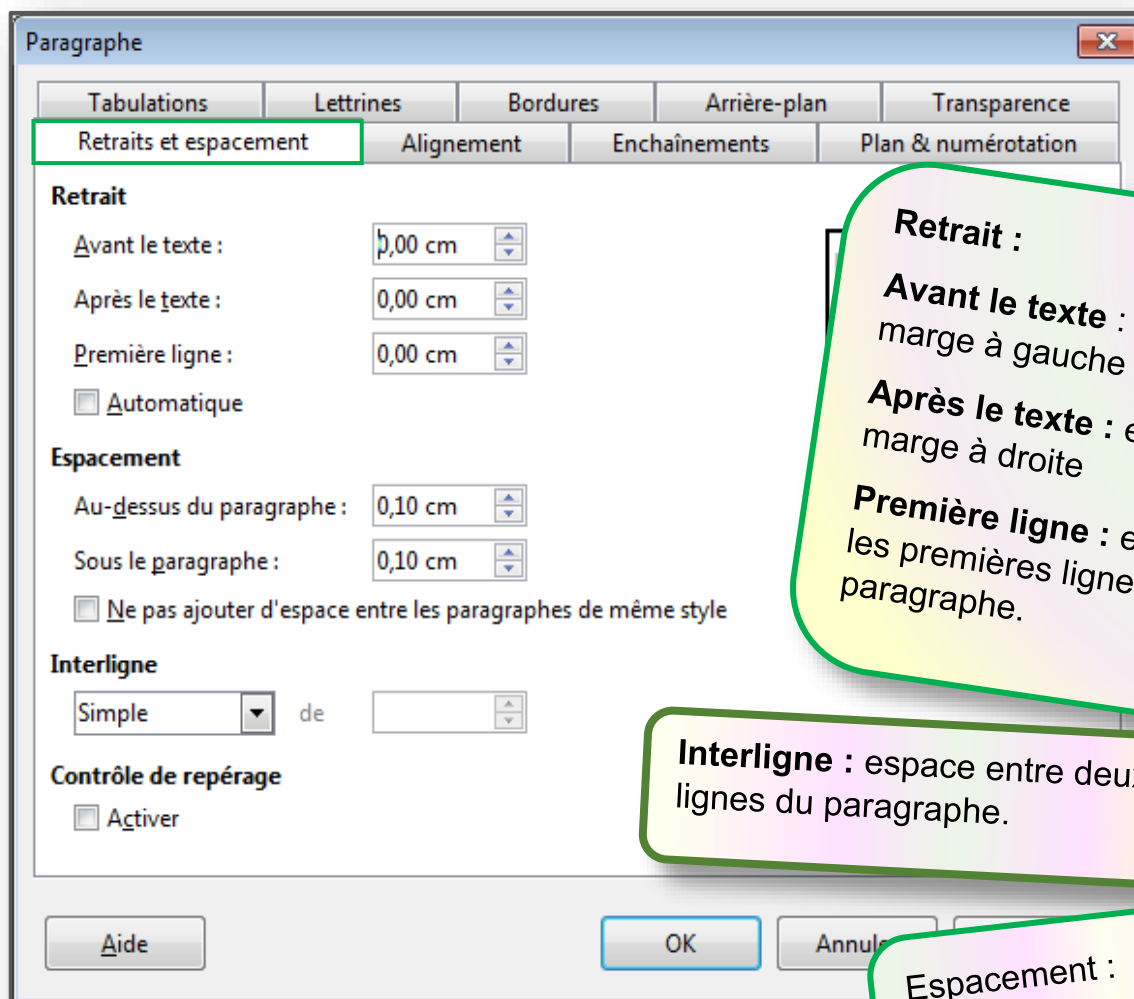 Paragraphe
Tabulations Lettrines Bordures Arrière-plan Transparence
Retraits et espacement Alignement Enchaînements Plan & numérotation
Retrait
Avant le texte : 0,00 cm
Après le texte : 0,00 cm
Première ligne : 0,00 cm
Automatique
Espacement
Au-dessus du paragraphe : 0,10 cm
Sous le paragraphe : 0,10 cm
Ne pas ajouter d'espace entre les paragraphes de même style
Interligne
Simple de
Contrôle de repérage
Activer
Aide OK
Retrait :
Avant le texte :
marge à gauche
Après le texte :
marge à droite
Première ligne :
les premières ligne
paragraphe.
Interligne : espace entre deux
lignes du paragraphe.
Espacement :